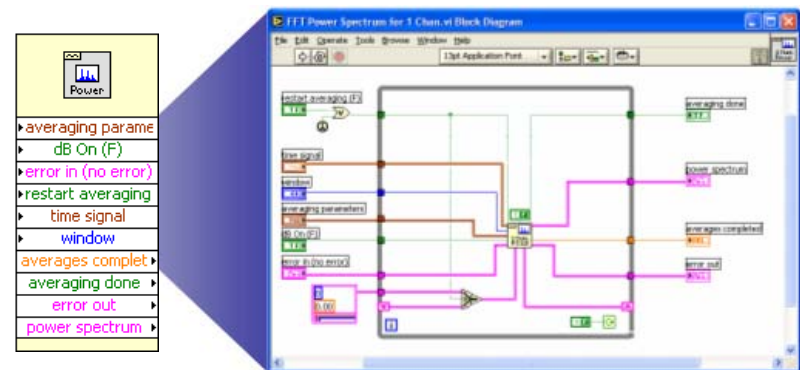 Power
averaging parame
dB On (F)
error in (no error)
restart averaging
time signal
window
averages complet
averaging done
error out
power spectrum
FFT Power Spectrum for 1 Chan.vi Block Diagram
File Edit Operate Tools Browse Window Help
13pt Application Font
restart averaging (F)
time signal
window
averaging parameters
dB On (F)
error in (no error)
0.00
i
averaging done
power spectrum
averages completed
error out